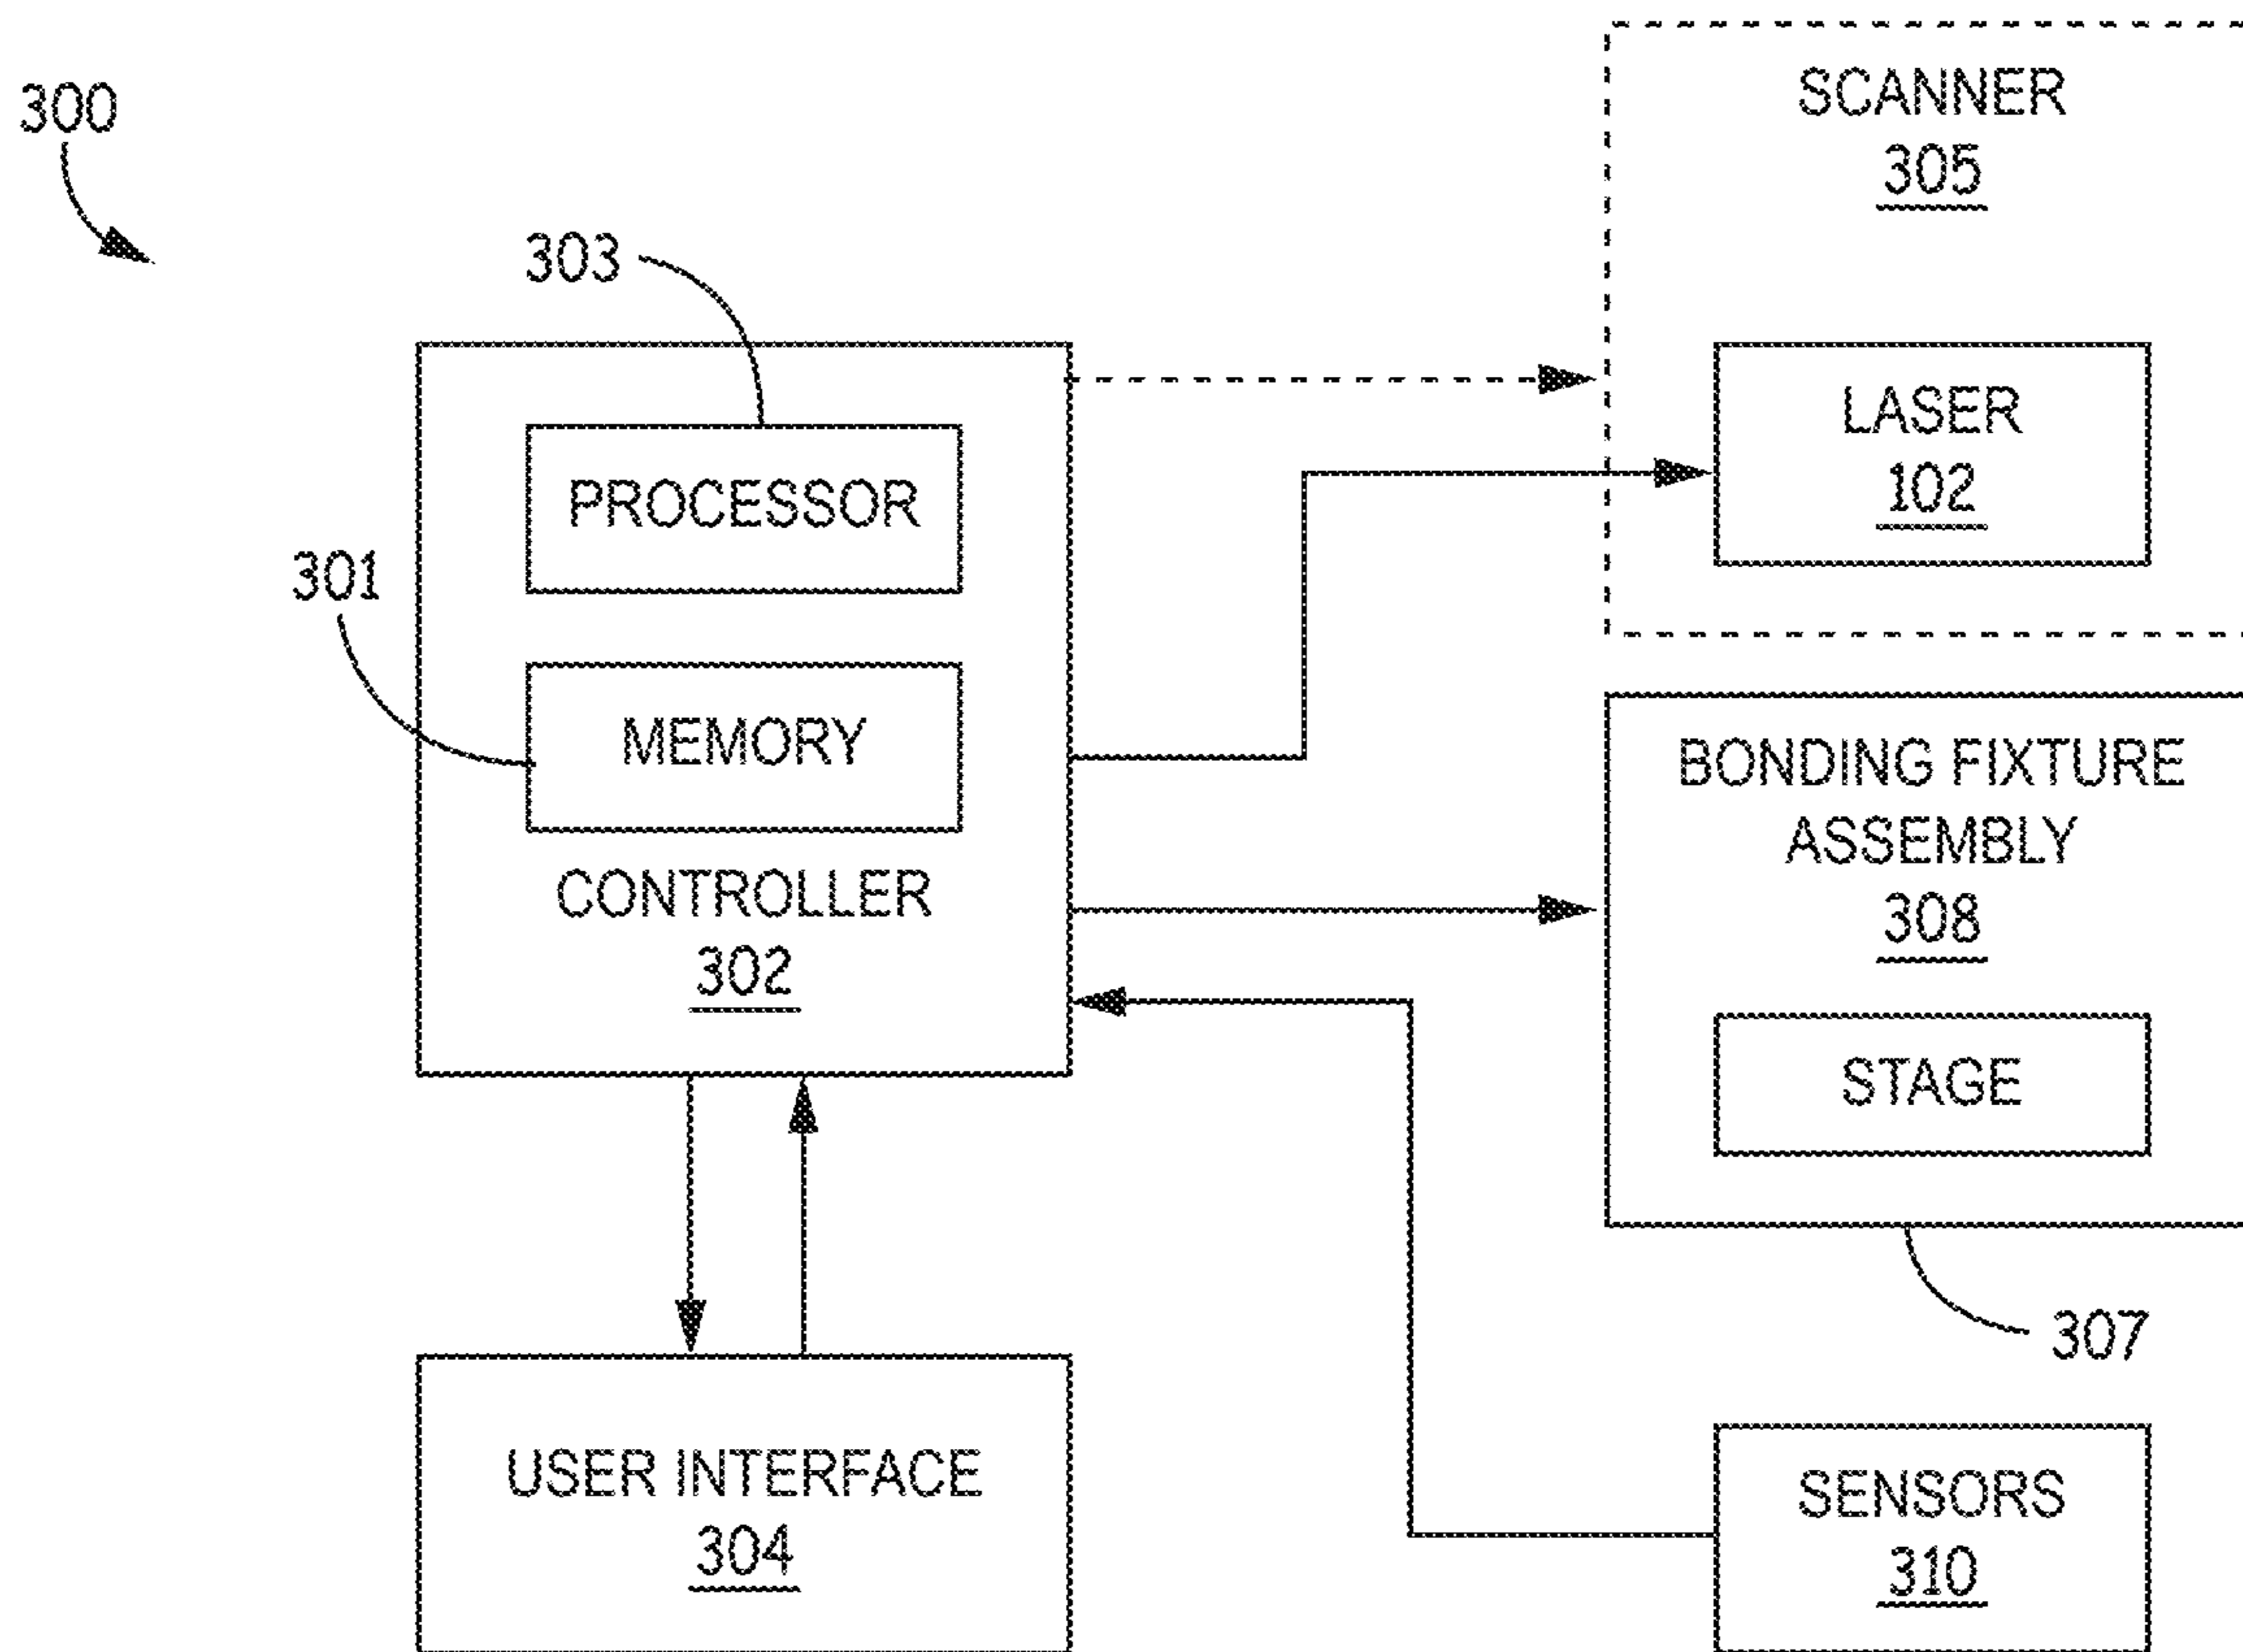 300
SCANNER
305
303
LASER
102
PROCESSOR
301
MEMORY
BONDING FIXTURE
ASSEMBLY
308
CONTROLLER
302
STAGE
307
USER INTERFACE
304
SENSORS
310